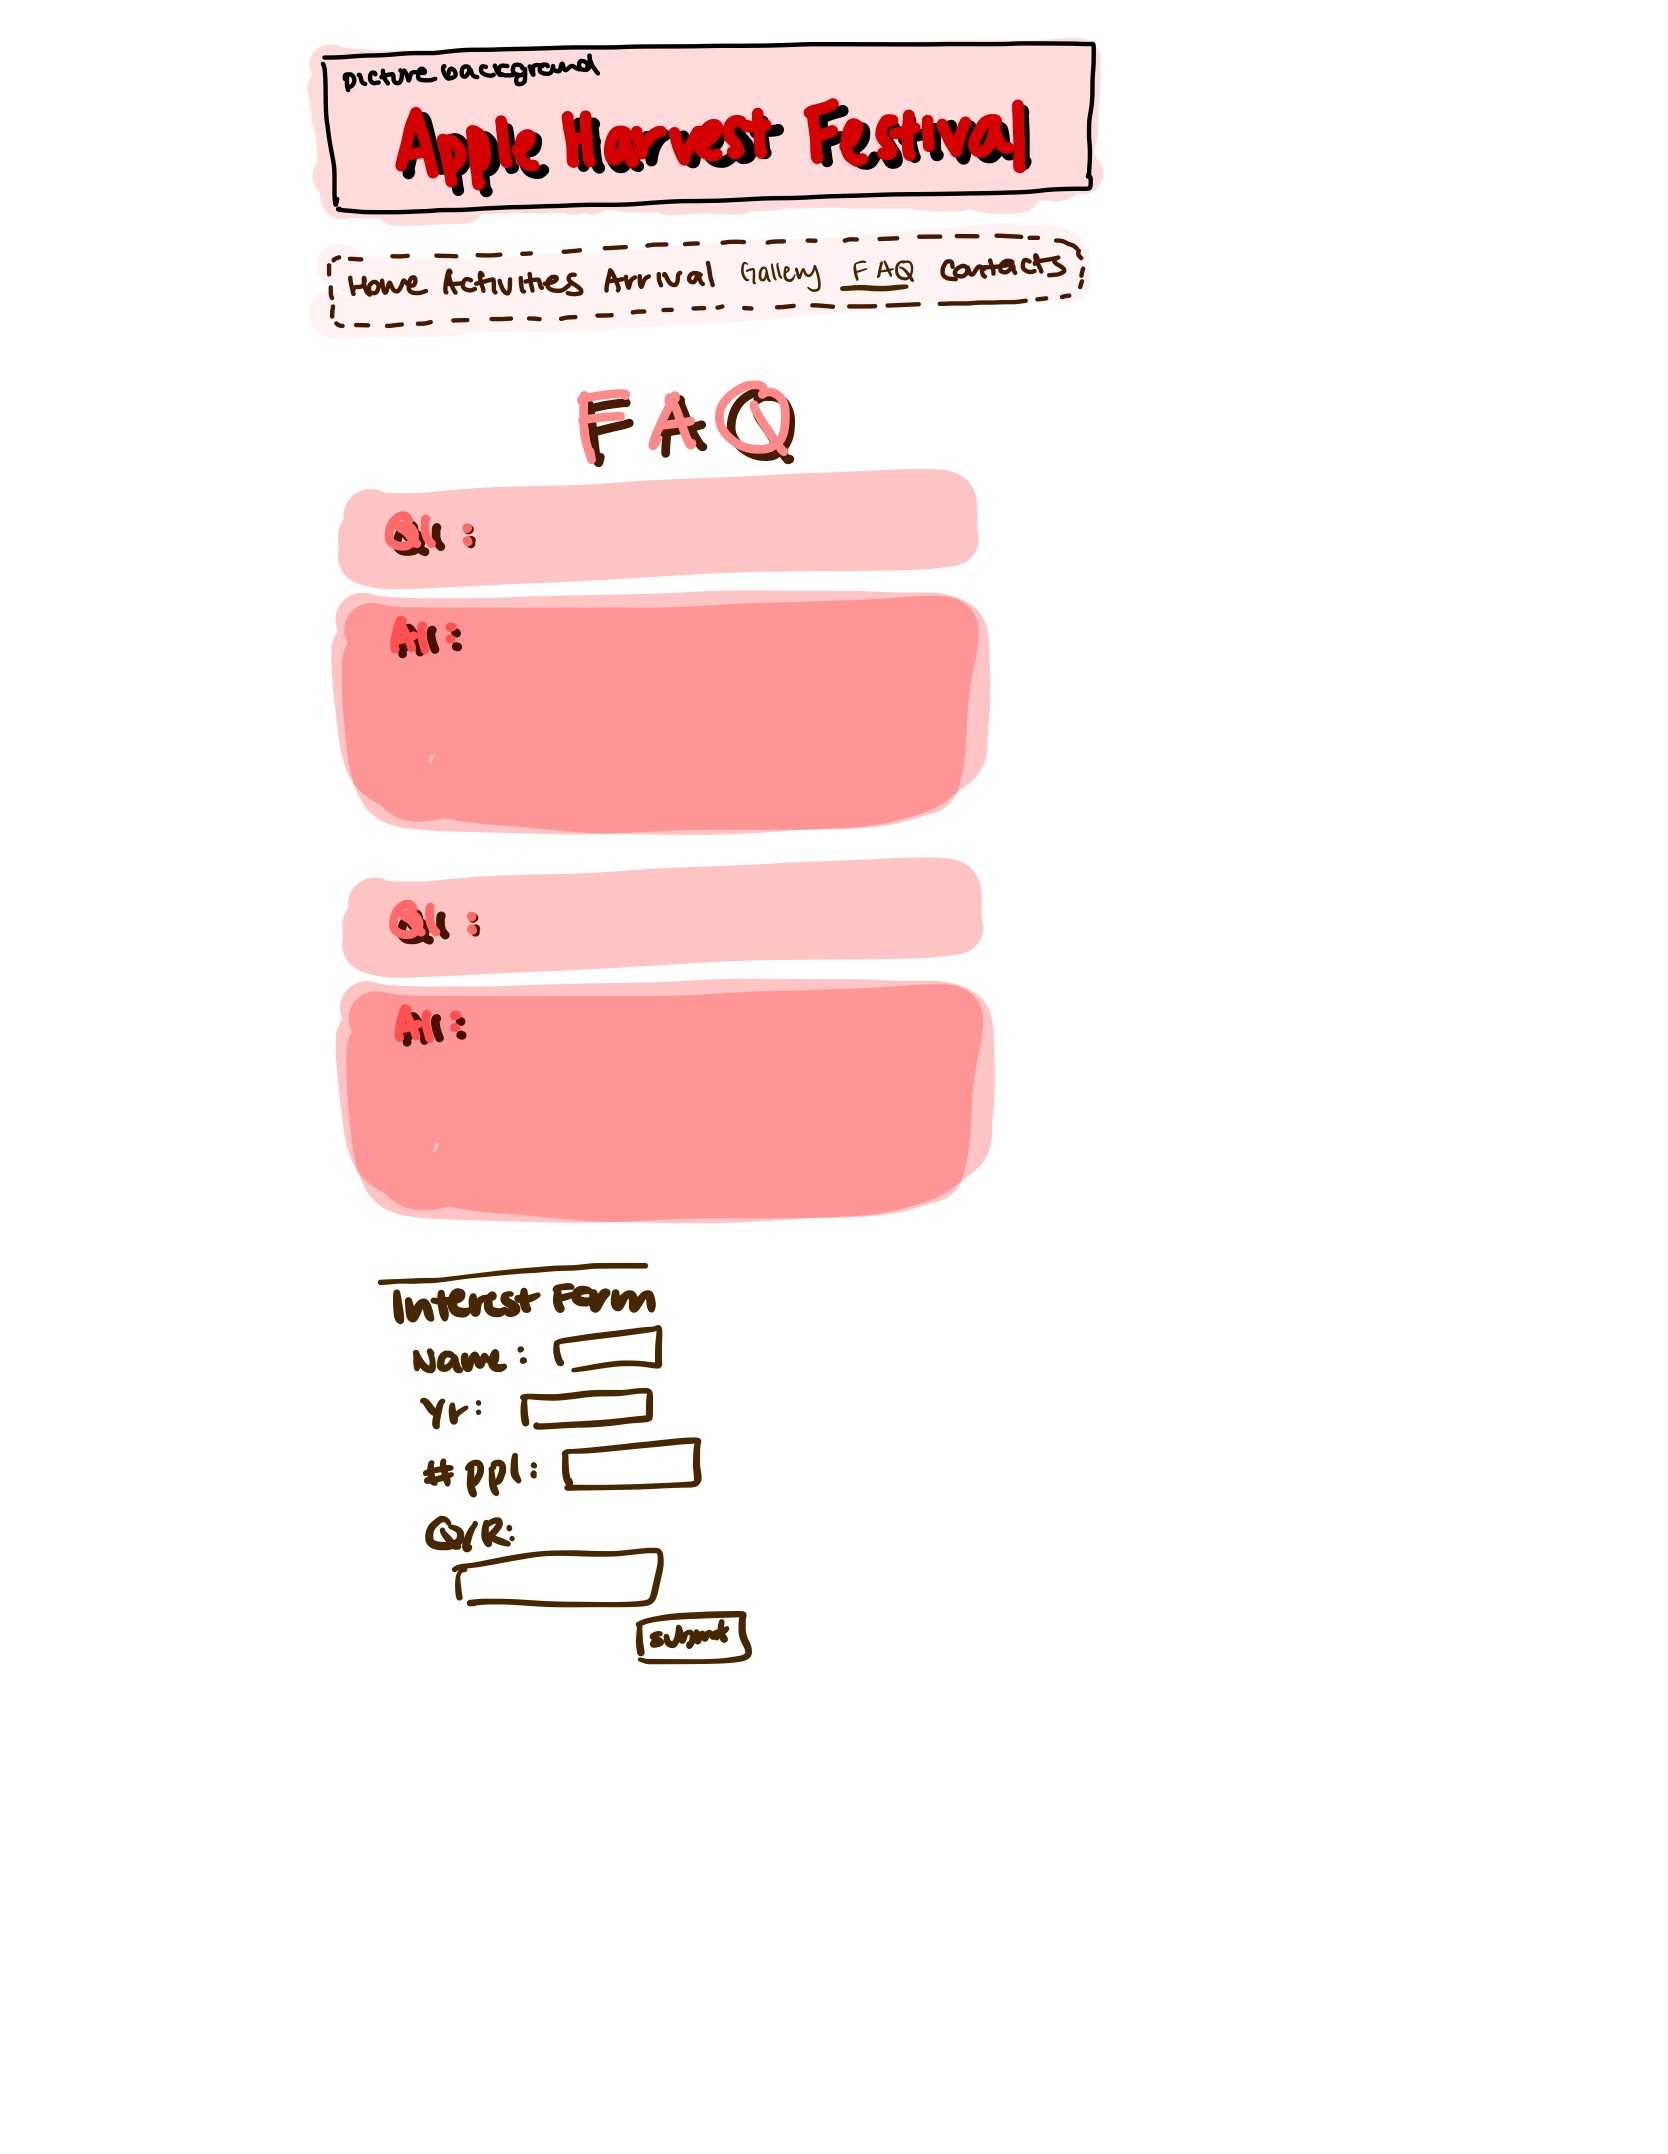 picture background
Apple Harvest Festival
Home Activities Arrival Gallery FAQ Contacts
FAQ
Q1:
A1:
Q1:
A1:
Interest Form
Name:
Yr:
#ppl:
Q/R:
submit